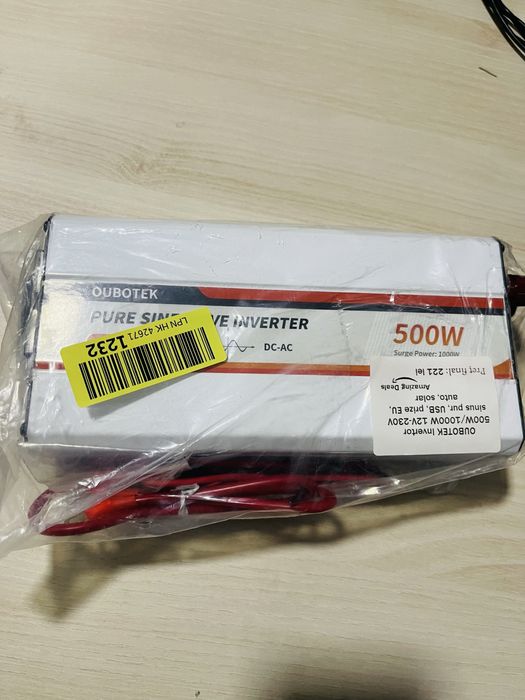 OUBOTEK
PURE SINE WAVE INVERTER
DC-AC
500W
Surge Power: 1000W
LPN HK 42671
1232
OUBOTEK Invertor
500W/1000W 12V-230V
sinus pur, USB, prize EU,
auto, solar
Amazing Deals
Preț final: 221 lei